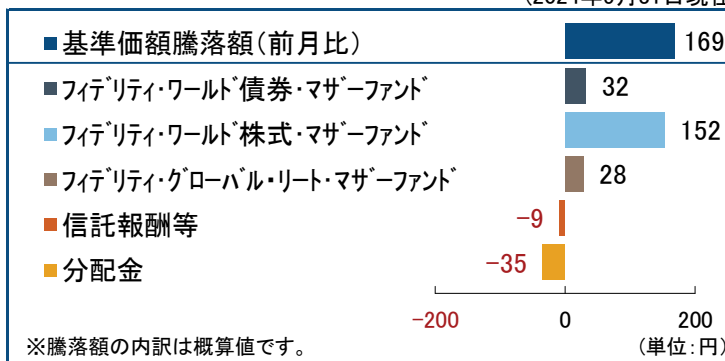 ■基準価額騰落額(前月比) 169
■フィデリティ・ワールド債券・マザーファンド 32
■フィデリティ・ワールド株式・マザーファンド 152
■フィデリティ・グローバル・リート・マザーファンド 28
■信託報酬等 -9
■分配金 -35
-200 0 200
※騰落額の内訳は概算値です。 (単位:円)